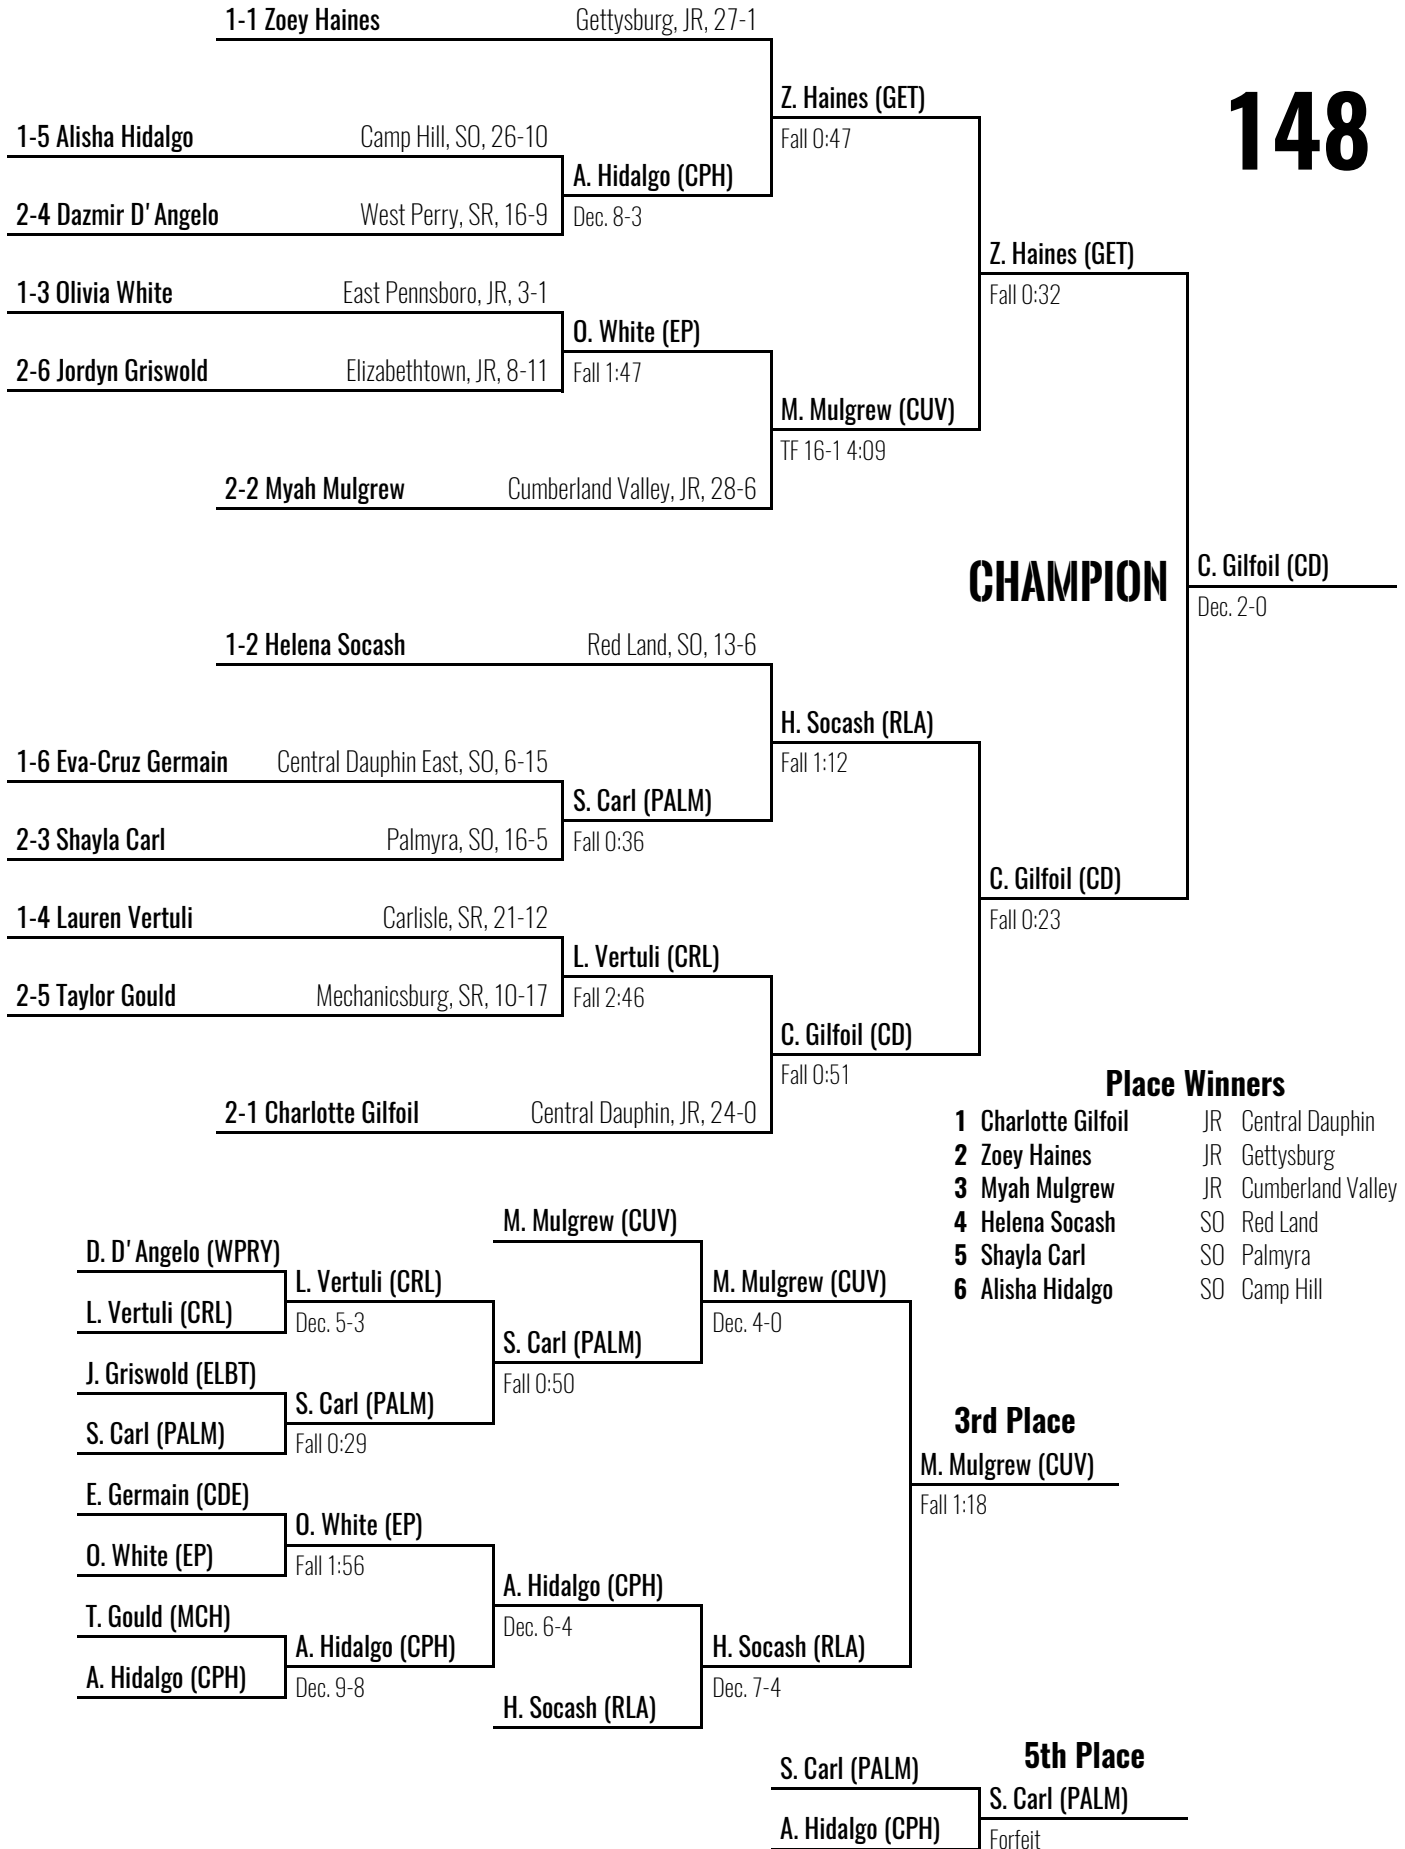 1-1 Zoey Haines Gettysburg, JR, 27-1
Z. Haines (GET)
Fall 0:47
148
1-5 Alisha Hidalgo Camp Hill, SO, 26-10
A. Hidalgo (CPH)
Dec. 8-3
2-4 Dazmir D'Angelo West Perry, SR, 16-9
Z. Haines (GET)
Fall 0:32
1-3 Olivia White East Pennsboro, JR, 3-1
O. White (EP)
Fall 1:47
2-6 Jordyn Griswold Elizabethtown, JR, 8-11
M. Mulgrew (CUV)
TF 16-1 4:09
2-2 Myah Mulgrew Cumberland Valley, JR, 28-6
CHAMPION
C. Gilfoil (CD)
Dec. 2-0
1-2 Helena Socash Red Land, SO, 13-6
H. Socash (RLA)
Fall 1:12
1-6 Eva-Cruz Germain Central Dauphin East, SO, 6-15
S. Carl (PALM)
Fall 0:36
2-3 Shayla Carl Palmyra, SO, 16-5
C. Gilfoil (CD)
Fall 0:23
1-4 Lauren Vertuli Carlisle, SR, 21-12
L. Vertuli (CRL)
Fall 2:46
2-5 Taylor Gould Mechanicsburg, SR, 10-17
C. Gilfoil (CD)
Fall 0:51
2-1 Charlotte Gilfoil Central Dauphin, JR, 24-0
Place Winners
1 Charlotte Gilfoil JR Central Dauphin
2 Zoey Haines JR Gettysburg
3 Myah Mulgrew JR Cumberland Valley
4 Helena Socash SO Red Land
5 Shayla Carl SO Palmyra
6 Alisha Hidalgo SO Camp Hill
M. Mulgrew (CUV)
D. D'Angelo (WPRY)
L. Vertuli (CRL)
Dec. 5-3
L. Vertuli (CRL)
M. Mulgrew (CUV)
Dec. 4-0
S. Carl (PALM)
Fall 0:50
J. Griswold (ELBT)
S. Carl (PALM)
Fall 0:29
S. Carl (PALM)
3rd Place
M. Mulgrew (CUV)
Fall 1:18
E. Germain (CDE)
O. White (EP)
Fall 1:56
O. White (EP)
A. Hidalgo (CPH)
Dec. 6-4
T. Gould (MCH)
A. Hidalgo (CPH)
Dec. 9-8
A. Hidalgo (CPH)
H. Socash (RLA)
Dec. 7-4
H. Socash (RLA)
5th Place
S. Carl (PALM)
S. Carl (PALM)
Forfeit
A. Hidalgo (CPH)